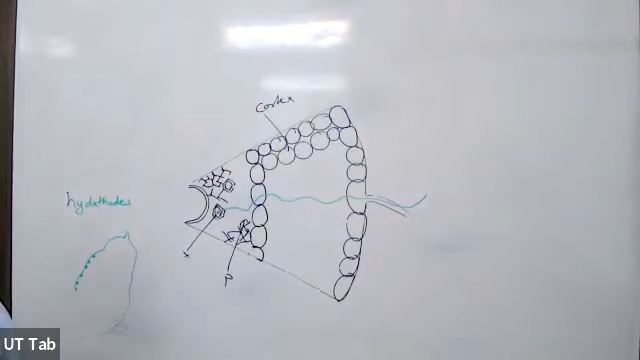 cortex
hydathodes
x
P
UT Tab